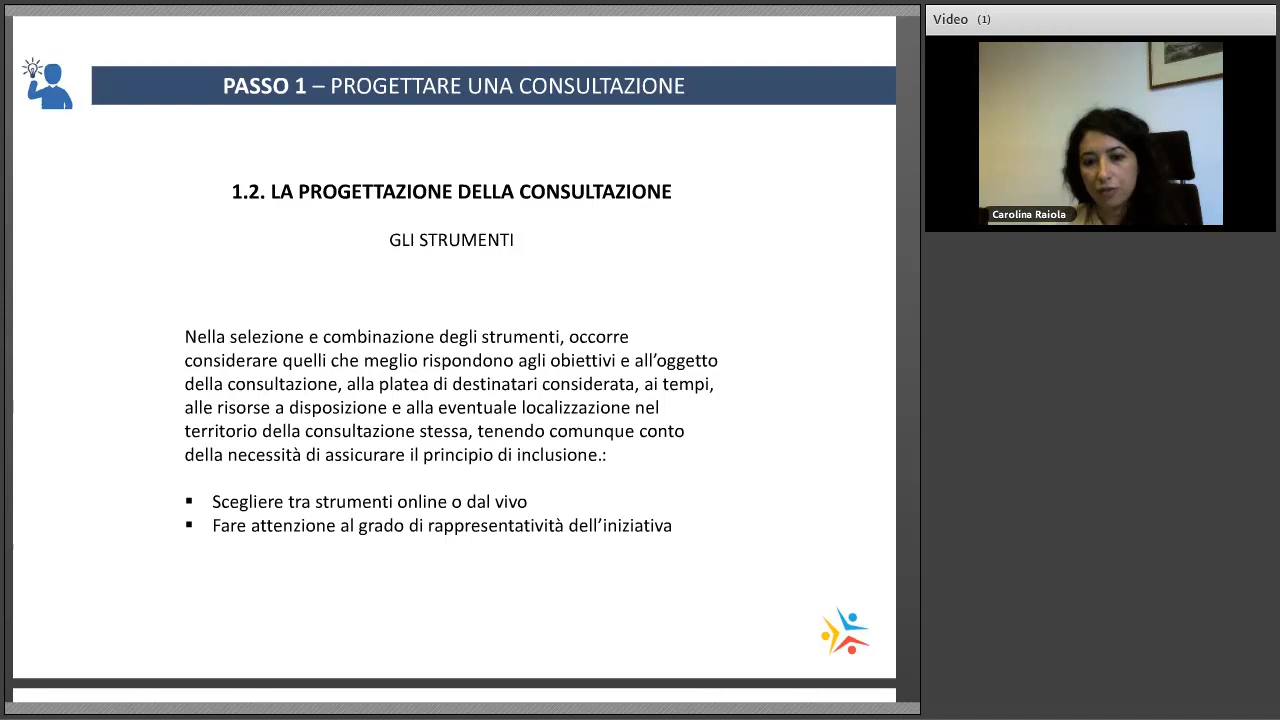 PASSO 1 – PROGETTARE UNA CONSULTAZIONE
1.2. LA PROGETTAZIONE DELLA CONSULTAZIONE
GLI STRUMENTI
Nella selezione e combinazione degli strumenti, occorre
considerare quelli che meglio rispondono agli obiettivi e all’oggetto
della consultazione, alla platea di destinatari considerata, ai tempi,
alle risorse a disposizione e alla eventuale localizzazione nel
territorio della consultazione stessa, tenendo comunque conto
della necessità di assicurare il principio di inclusione.:
▪ Scegliere tra strumenti online o dal vivo
▪ Fare attenzione al grado di rappresentatività dell’iniziativa
Video (1)
Carolina Raiola